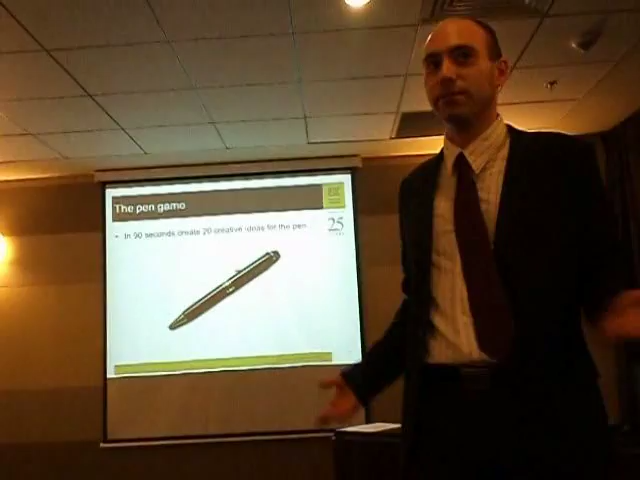 The pen game
• In 90 seconds create 20 creative ideas for the pen
25